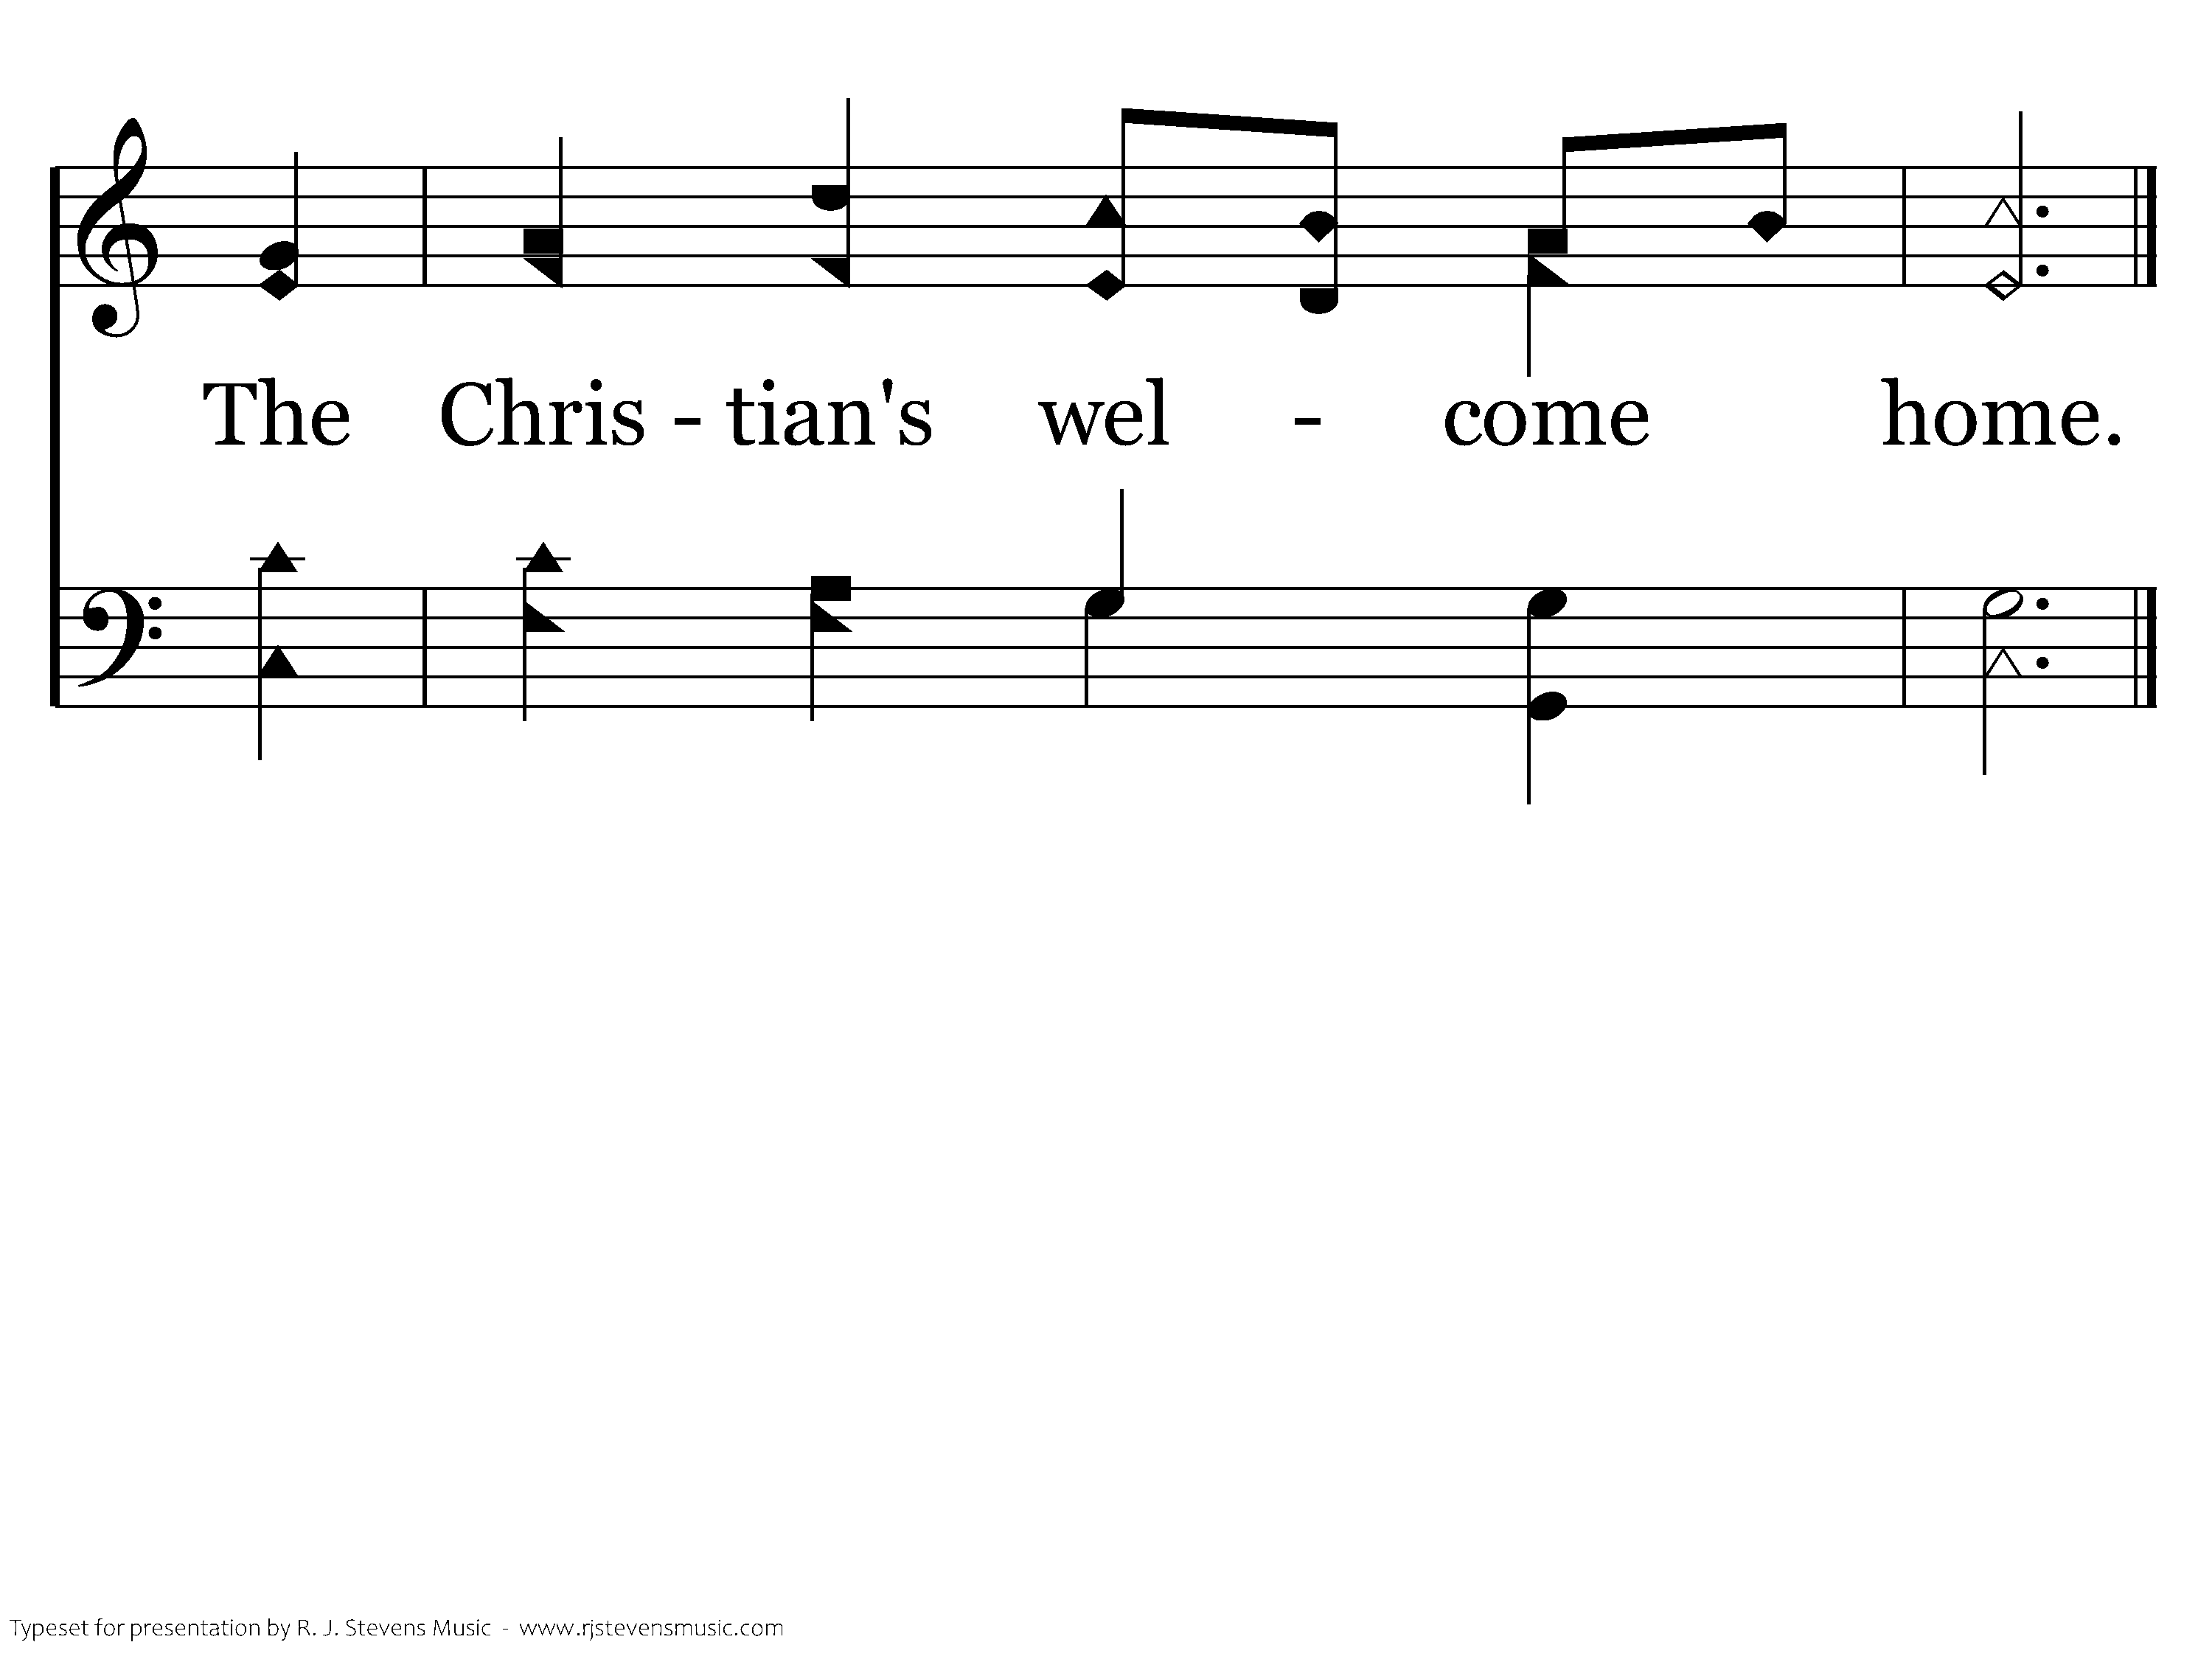 The Chris - tian's wel - come home.
Typeset for presentation by R. J. Stevens Music - www.rjstevensmusic.com